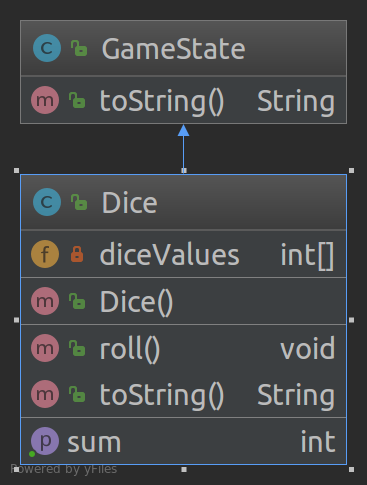 c GameState
m toString() String
c Dice
f diceValues int[]
m Dice()
m roll() void
m toString() String
p sum int
Powered by yFiles